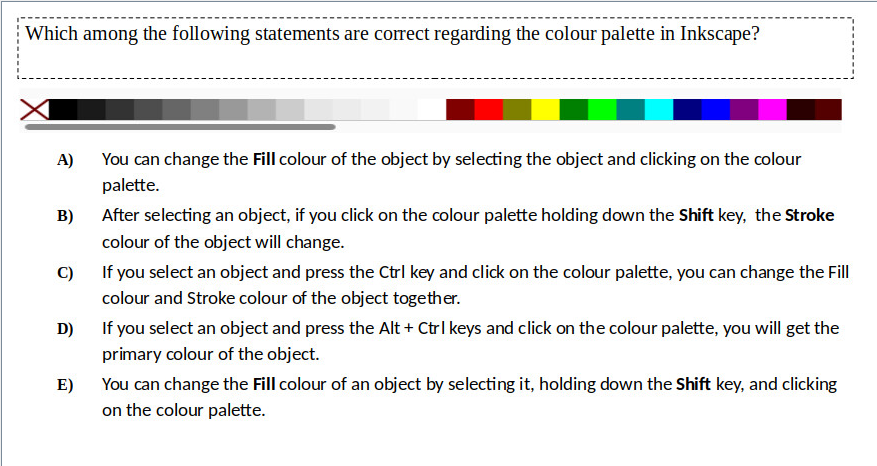 Which among the following statements are correct regarding the colour palette in Inkscape?
A) You can change the Fill colour of the object by selecting the object and clicking on the colour
palette.
B) After selecting an object, if you click on the colour palette holding down the Shift key, the Stroke
colour of the object will change.
C) If you select an object and press the Ctrl key and click on the colour palette, you can change the Fill
colour and Stroke colour of the object together.
D) If you select an object and press the Alt + Ctrl keys and click on the colour palette, you will get the
primary colour of the object.
E) You can change the Fill colour of an object by selecting it, holding down the Shift key, and clicking
on the colour palette.